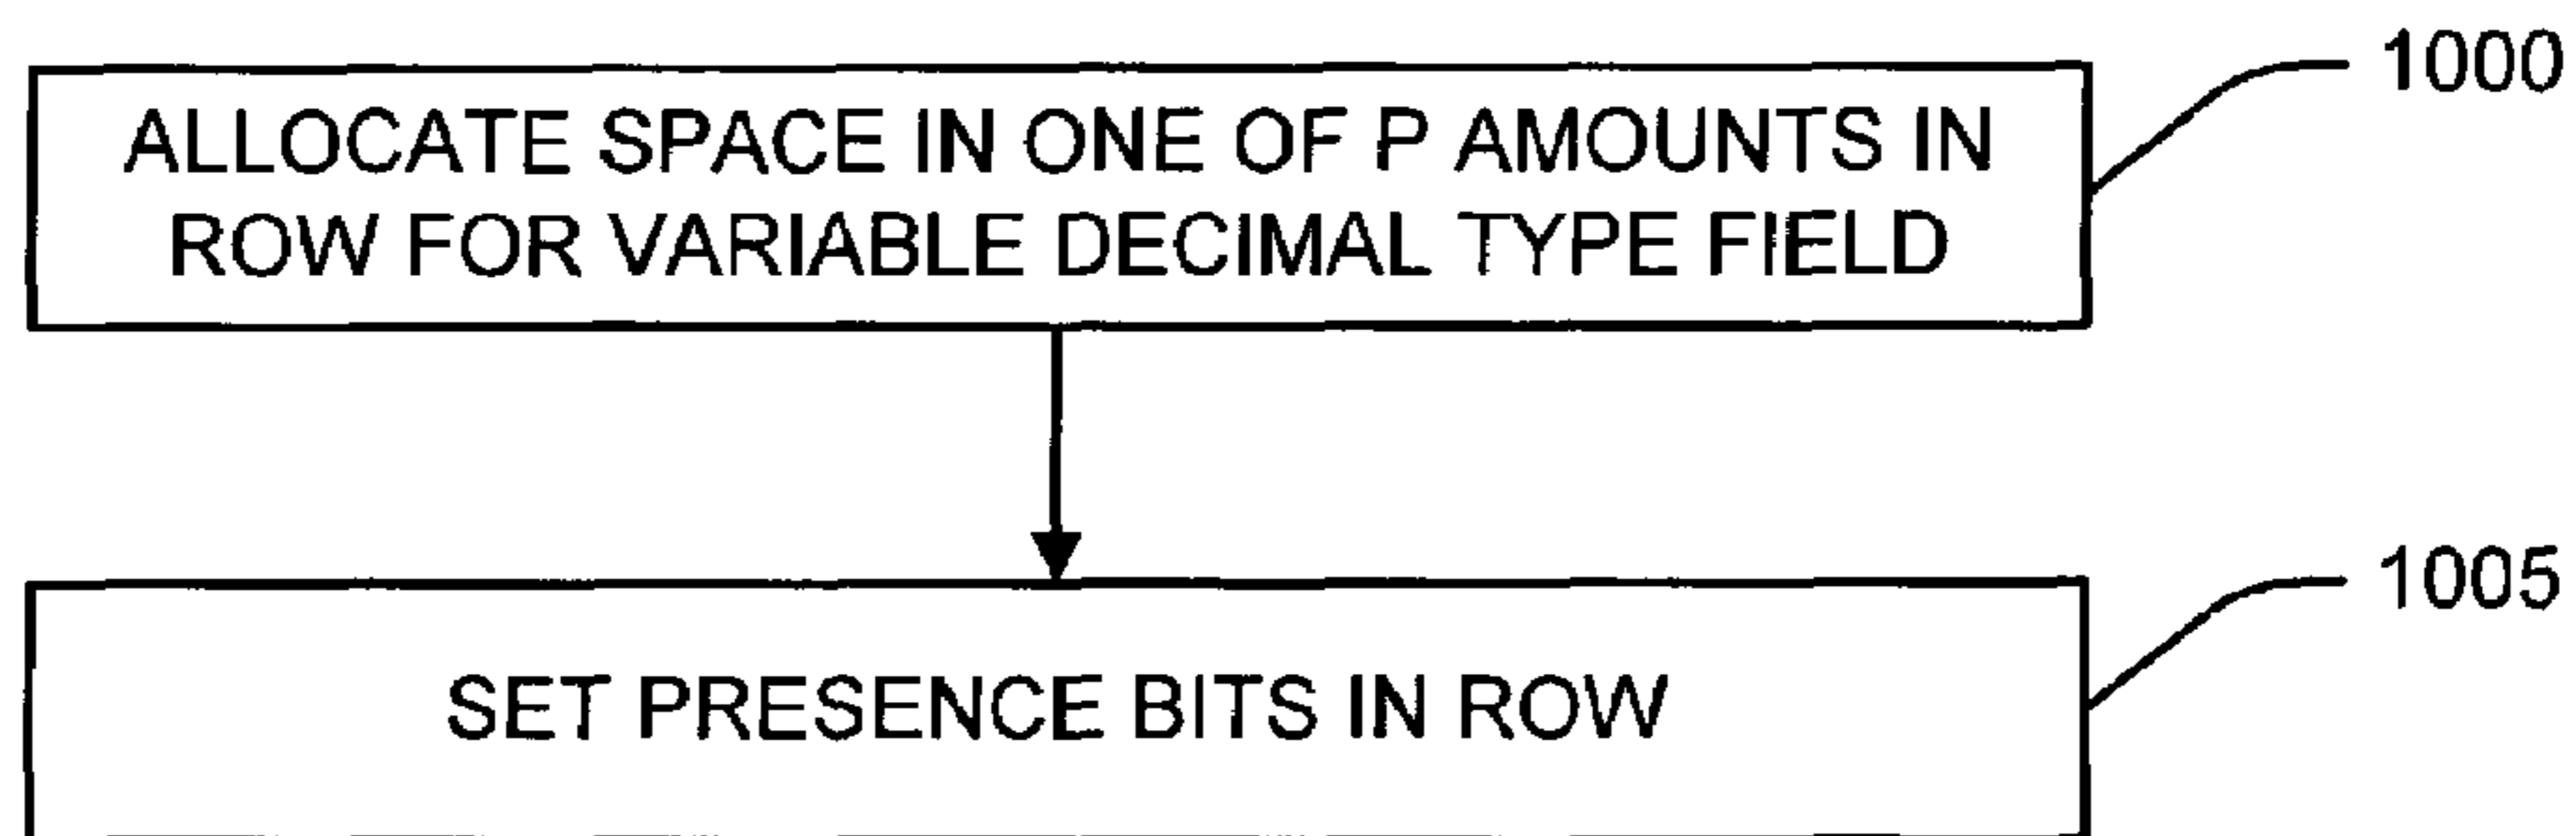 1000
ALLOCATE SPACE IN ONE OF P AMOUNTS IN
ROW FOR VARIABLE DECIMAL TYPE FIELD
1005
SET PRESENCE BITS IN ROW